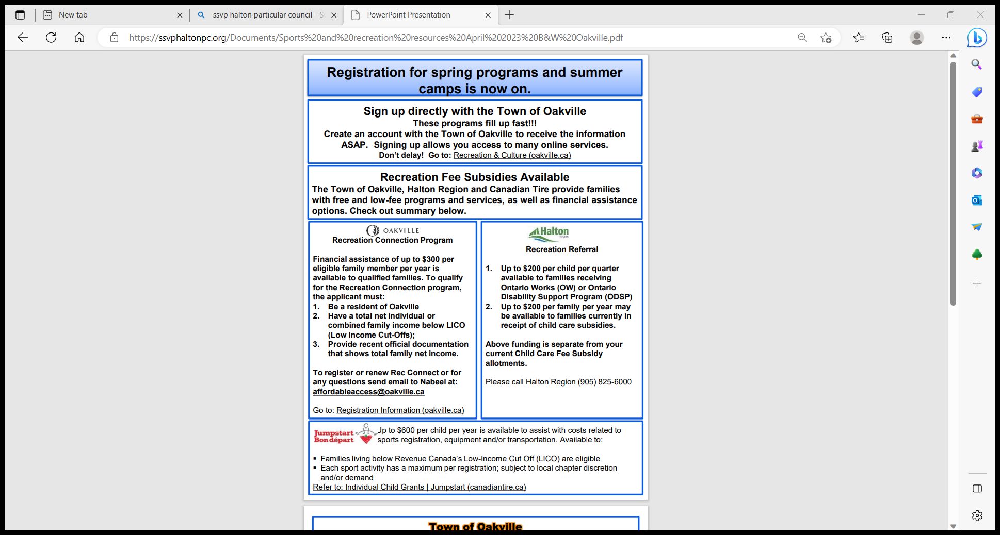 New tab
ssvp halton particular council - S
PowerPoint Presentation
https://ssvphaltonpc.org/Documents/Sports%20and%20recreation%20resources%20April%202023%20B&W%20Oakville.pdf
Registration for spring programs and summer
camps is now on.
Sign up directly with the Town of Oakville
These programs fill up fast!!!
Create an account with the Town of Oakville to receive the information
ASAP.  Signing up allows you access to many online services.
Don't delay!  Go to: Recreation & Culture (oakville.ca)
Recreation Fee Subsidies Available
The Town of Oakville, Halton Region and Canadian Tire provide families
with free and low-fee programs and services, as well as financial assistance
options. Check out summary below.
OAKVILLE
Recreation Connection Program
Financial assistance of up to $300 per
eligible family member per year is
available to qualified families. To qualify
for the Recreation Connection program,
the applicant must:
1. Be a resident of Oakville
2. Have a total net individual or
combined family income below LICO
(Low Income Cut-Offs);
3. Provide recent official documentation
that shows total family net income.
To register or renew Rec Connect or for
any questions send email to Nabeel at:
affordableaccess@oakville.ca
Go to: Registration Information (oakville.ca)
Halton
REGION
Recreation Referral
1. Up to $200 per child per quarter
available to families receiving
Ontario Works (OW) or Ontario
Disability Support Program (ODSP)
2. Up to $200 per family per year may
be available to families currently in
receipt of child care subsidies.
Above funding is separate from your
current Child Care Fee Subsidy
allotments.
Please call Halton Region (905) 825-6000
Jumpstart
Bon départ
Up to $600 per child per year is available to assist with costs related to
sports registration, equipment and/or transportation. Available to:
▪ Families living below Revenue Canada's Low-Income Cut Off (LICO) are eligible
▪ Each sport activity has a maximum per registration; subject to local chapter discretion
and/or demand
Refer to: Individual Child Grants | Jumpstart (canadiantire.ca)
Town of Oakville